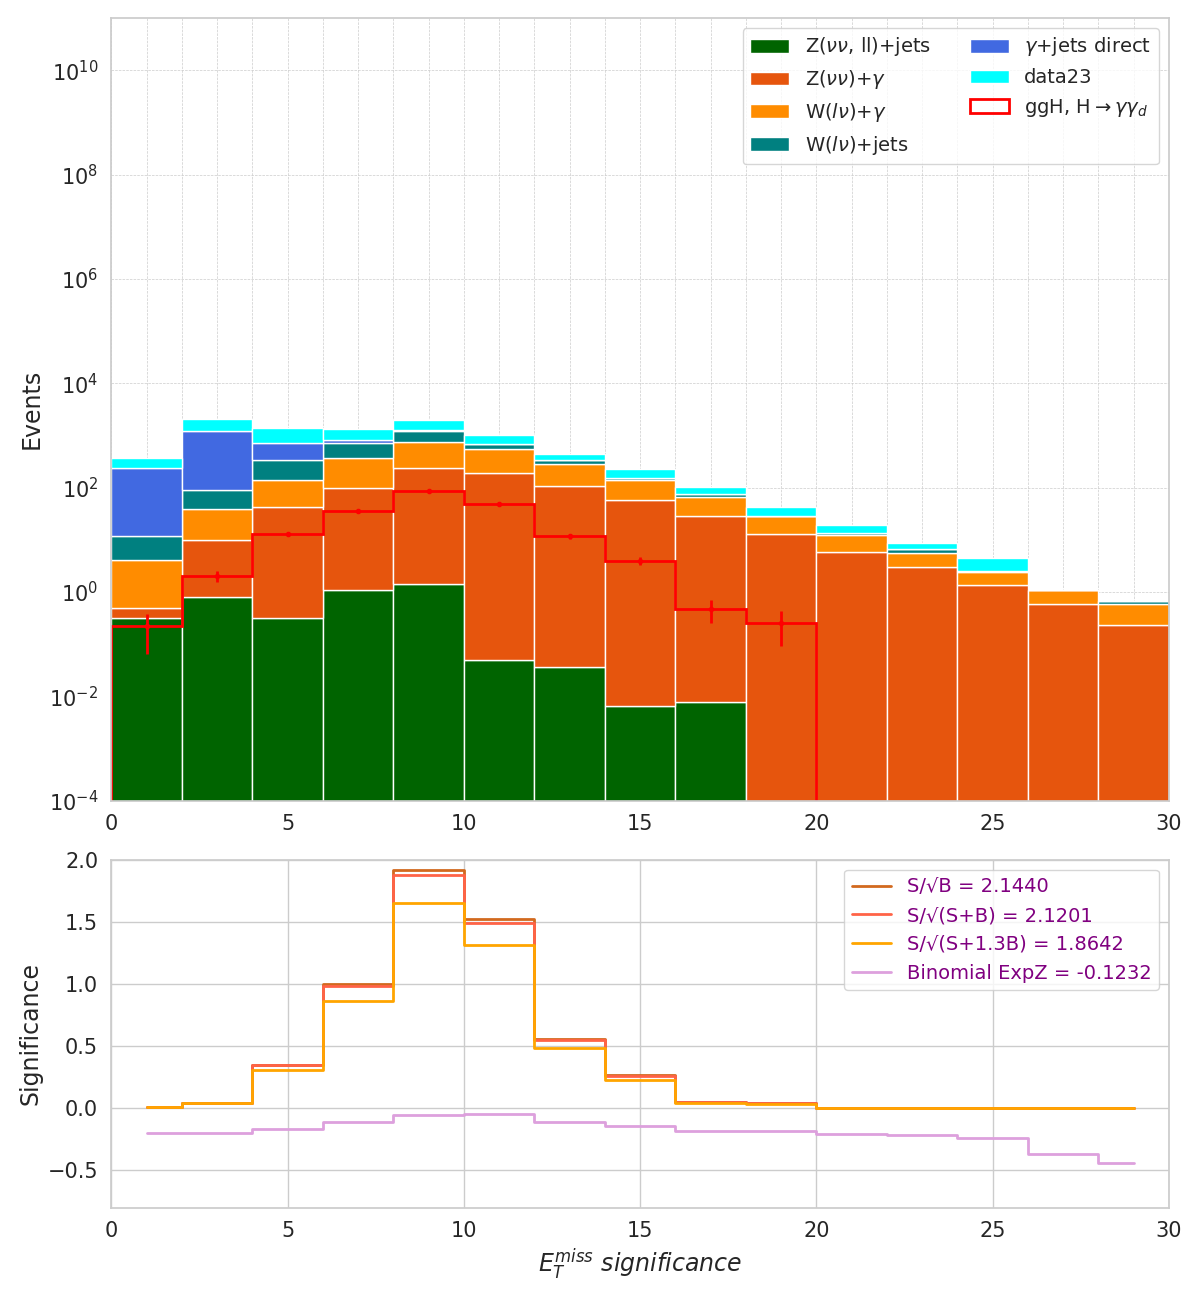 Z(νν, ll)+jets
Z(νν)+γ
W(lν)+γ
W(lν)+jets
γ+jets direct
data23
ggH, H→γγ_d
10^10
10^8
10^6
10^4
10^2
10^0
10^−2
10^−4
Events
0 5 10 15 20 25 30
S/√B = 2.1440
S/√(S+B) = 2.1201
S/√(S+1.3B) = 1.8642
Binomial ExpZ = -0.1232
2.0
1.5
1.0
0.5
0.0
−0.5
Significance
0 5 10 15 20 25 30
E_T^miss significance